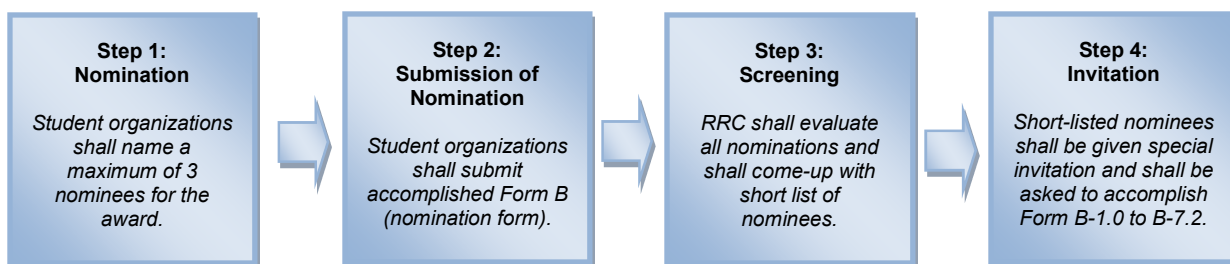 Step 1:
Nomination
Student organizations
shall name a
maximum of 3
nominees for the
award.
Step 2:
Submission of
Nomination
Student organizations
shall submit
accomplished Form B
(nomination form).
Step 3:
Screening
RRC shall evaluate
all nominations and
shall come-up with
short list of
nominees.
Step 4:
Invitation
Short-listed nominees
shall be given special
invitation and shall be
asked to accomplish
Form B-1.0 to B-7.2.